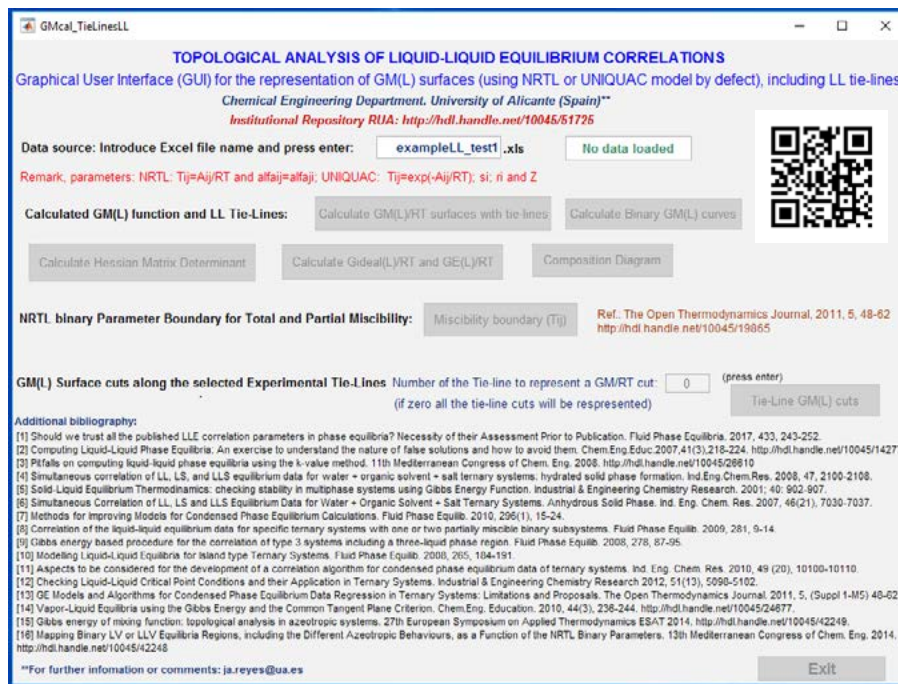 GMcal_TieLinesLL
TOPOLOGICAL ANALYSIS OF LIQUID-LIQUID EQUILIBRIUM CORRELATIONS
Graphical User Interface (GUI) for the representation of GM(L) surfaces (using NRTL or UNIQUAC model by defect), including LL tie-lines
Chemical Engineering Department. University of Alicante (Spain)**
Institutional Repository RUA: http://hdl.handle.net/10045/51725
Data source: Introduce Excel file name and press enter: exampleLL_test1 .xls No data loaded
Remark, parameters: NRTL: Tij=Aij/RT and alfaij=alfaji; UNIQUAC: Tij=exp(-Aij/RT); si; ri and Z
Calculated GM(L) function and LL Tie-Lines: Calculate GM(L)/RT surfaces with tie-lines Calculate Binary GM(L) curves
Calculate Hessian Matrix Determinant Calculate Gideal(L)/RT and GE(L)/RT Composition Diagram
NRTL binary Parameter Boundary for Total and Partial Miscibility: Miscibility boundary (Tij) Ref.: The Open Thermodynamics Journal, 2011, 5, 48-62
http://hdl.handle.net/10045/19865
GM(L) Surface cuts along the selected Experimental Tie-Lines Number of the Tie-line to represent a GM/RT cut: 0 (press enter)
(if zero all the tie-line cuts will be respresented) Tie-Line GM(L) cuts
Additional bibliography:
[1] Should we trust all the published LLE correlation parameters in phase equilibria? Necessity of their Assessment Prior to Publication. Fluid Phase Equilibria. 2017, 433, 243-252.
[2] Computing Liquid-Liquid Phase Equilibria: An exercise to understand the nature of false solutions and how to avoid them. Chem.Eng.Educ.2007,41(3),218-224. http://hdl.handle.net/10045/1427
[3] Pitfalls on computing liquid-liquid phase equilibria using the k-value method. 11th Mediterranean Congress of Chem. Eng. 2008. http://hdl.handle.net/10045/26610
[4] Simultaneous correlation of LL, LS, and LLS equilibrium data for water + organic solvent + salt ternary systems: hydrated solid phase formation. Ind.Eng.Chem.Res. 2008, 47, 2100-2108.
[5] Solid-Liquid Equilibrium Thermodinamics: checking stability in multiphase systems using Gibbs Energy Function. Industrial & Engineering Chemistry Research. 2001; 40: 902-907.
[6] Simultaneous Correlation of LL, LS and LLS Equilibrium Data for Water + Organic Solvent + Salt Ternary Systems. Anhydrous Solid Phase. Ind. Eng. Chem. Res. 2007, 46(21), 7030-7037.
[7] Methods for Improving Models for Condensed Phase Equilibrium Calculations. Fluid Phase Equilib. 2010, 296(1), 15-24.
[8] Correlation of the liquid-liquid equilibrium data for specific ternary systems with one or two partially miscible binary subsystems. Fluid Phase Equilib. 2009, 281, 9-14.
[9] Gibbs energy based procedure for the correlation of type 3 systems including a three-liquid phase region. Fluid Phase Equilib. 2008, 278, 87-95.
[10] Modelling Liquid-Liquid Equilibria for Island type Ternary Systems. Fluid Phase Equilib. 2008, 265, 184-191.
[11] Aspects to be considered for the development of a correlation algorithm for condensed phase equilibrium data of ternary systems. Ind. Eng. Chem. Res. 2010, 49 (20), 10100-10110.
[12] Checking Liquid-Liquid Critical Point Conditions and their Application in Ternary Systems. Industrial & Engineering Chemistry Research 2012, 51(13), 5098-5102.
[13] GE Models and Algorithms for Condensed Phase Equilibrium Data Regression in Ternary Systems: Limitations and Proposals. The Open Thermodynamics Journal. 2011, 5, (Suppl 1-M5) 48-62
[14] Vapor-Liquid Equilibria using the Gibbs Energy and the Common Tangent Plane Criterion. Chem.Eng. Education. 2010, 44(3), 236-244. http://hdl.handle.net/10045/24677.
[15] Gibbs energy of mixing function: topological analysis in azeotropic systems. 27th European Symposium on Applied Thermodynamics ESAT 2014. http://hdl.handle.net/10045/42249.
[16] Mapping Binary LV or LLV Equilibria Regions, including the Different Azeotropic Behaviours, as a Function of the NRTL Binary Parameters. 13th Mediterranean Congress of Chem. Eng. 2014.
http://hdl.handle.net/10045/42248
**For further infomation or comments: ja.reyes@ua.es Exit